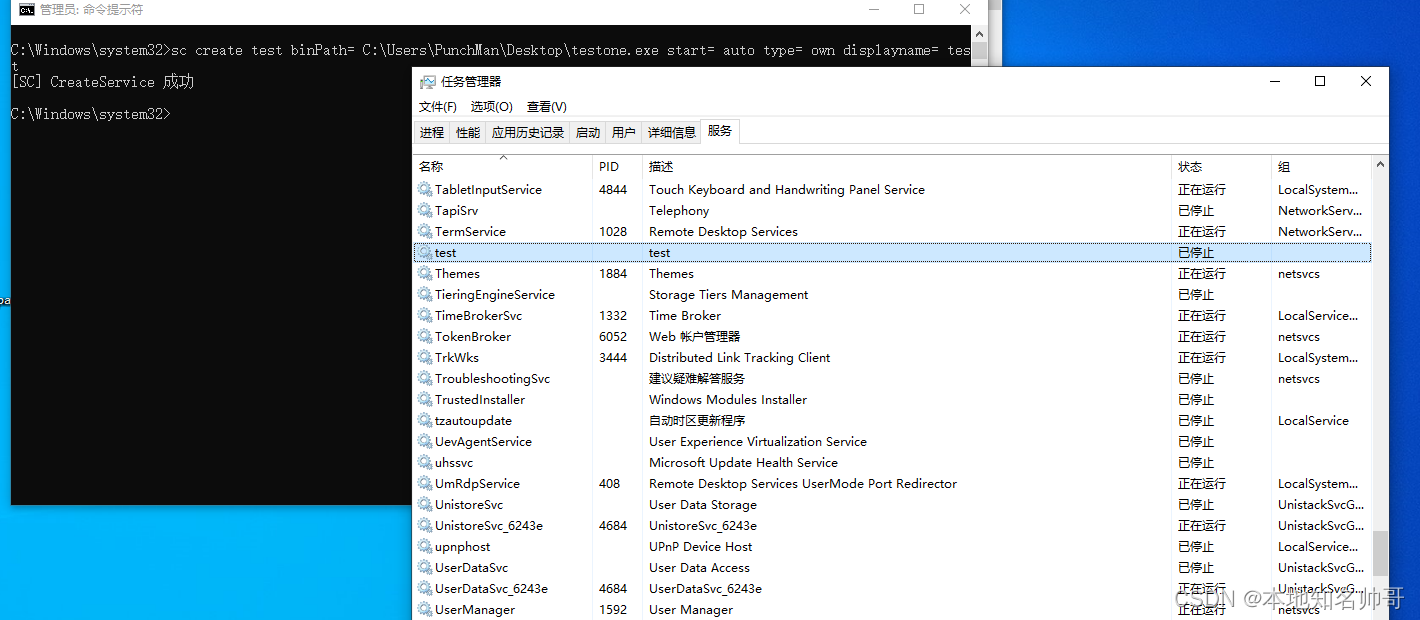 管理员: 命令提示符
C:\Windows\system32>sc create test binPath= C:\Users\PunchMan\Desktop\testone.exe start= auto type= own displayname= tes
t
[SC] CreateService 成功
C:\Windows\system32>
任务管理器
文件(F) 选项(O) 查看(V)
进程 性能 应用历史记录 启动 用户 详细信息 服务
名称 PID 描述 状态 组
TabletInputService 4844 Touch Keyboard and Handwriting Panel Service 正在运行 LocalSystem...
TapiSrv Telephony 已停止 NetworkServ...
TermService 1028 Remote Desktop Services 正在运行 NetworkServ...
test test 已停止
Themes 1884 Themes 正在运行 netsvcs
TieringEngineService Storage Tiers Management 已停止
TimeBrokerSvc 1332 Time Broker 正在运行 LocalService...
TokenBroker 6052 Web 帐户管理器 正在运行 netsvcs
TrkWks 3444 Distributed Link Tracking Client 正在运行 LocalSystem...
TroubleshootingSvc 建议疑难解答服务 已停止 netsvcs
TrustedInstaller Windows Modules Installer 已停止
tzautoupdate 自动时区更新程序 已停止 LocalService
UevAgentService User Experience Virtualization Service 已停止
uhssvc Microsoft Update Health Service 已停止
UmRdpService 408 Remote Desktop Services UserMode Port Redirector 正在运行 LocalSystem...
UnistoreSvc User Data Storage 已停止 UnistackSvcG...
UnistoreSvc_6243e 4684 UnistoreSvc_6243e 正在运行 UnistackSvcG...
upnphost UPnP Device Host 已停止 LocalService...
UserDataSvc User Data Access 已停止 UnistackSvcG...
UserDataSvc_6243e 4684 UserDataSvc_6243e 正在运行 UnistackSvcG...
UserManager 1592 User Manager 正在运行 netsvcs
CSDN @本地知名帅哥